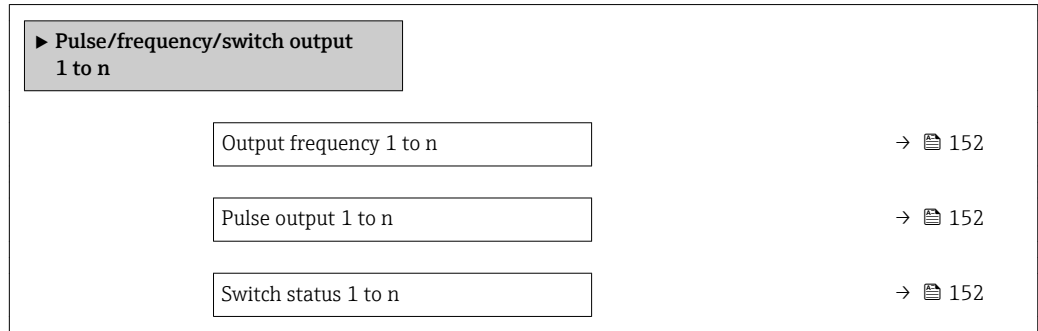 ▶ Pulse/frequency/switch output
1 to n
Output frequency 1 to n → 152
Pulse output 1 to n → 152
Switch status 1 to n → 152